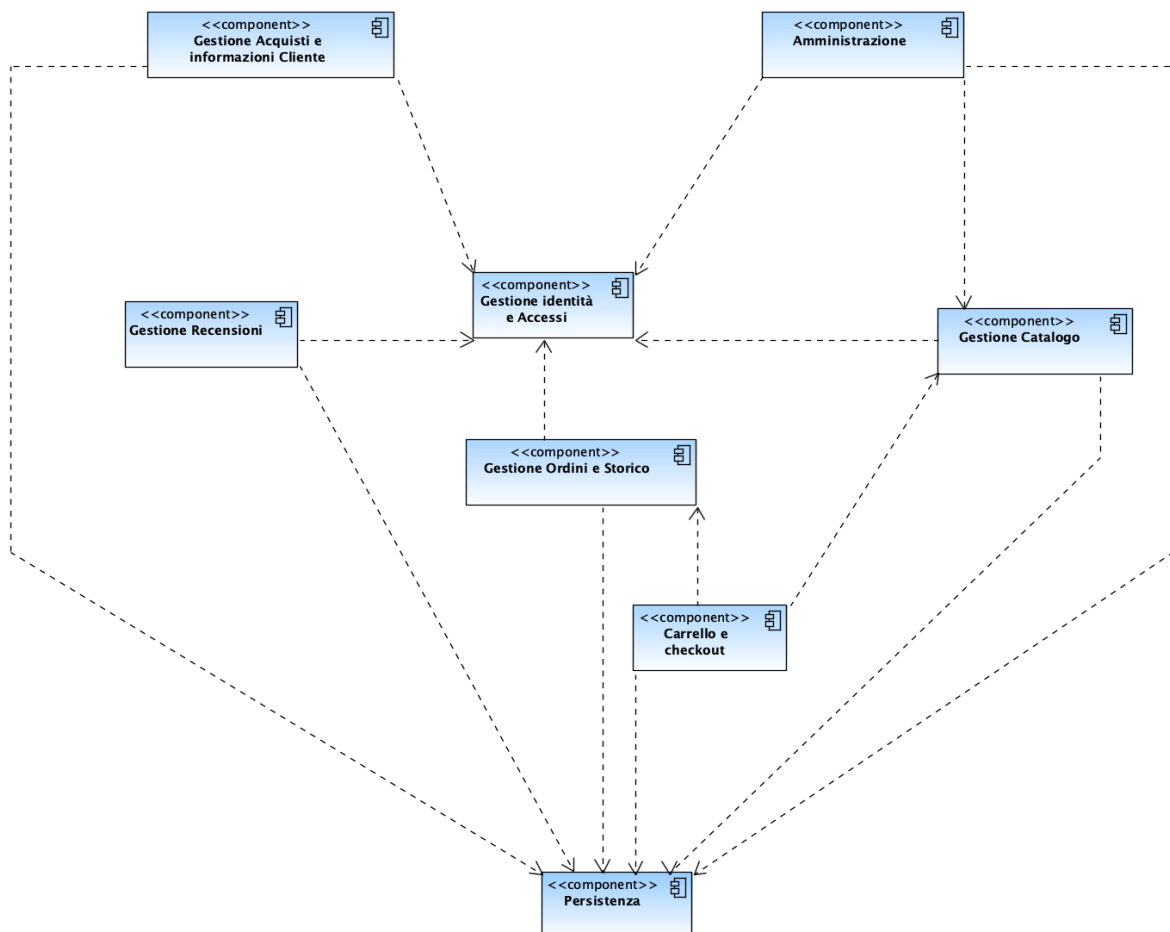 <<component>>
Gestione Acquisti e
informazioni Cliente
<<component>>
Amministrazione
<<component>>
Gestione identità
e Accessi
<<component>>
Gestione Recensioni
<<component>>
Gestione Catalogo
<<component>>
Gestione Ordini e Storico
<<component>>
Carrello e
checkout
<<component>>
Persistenza